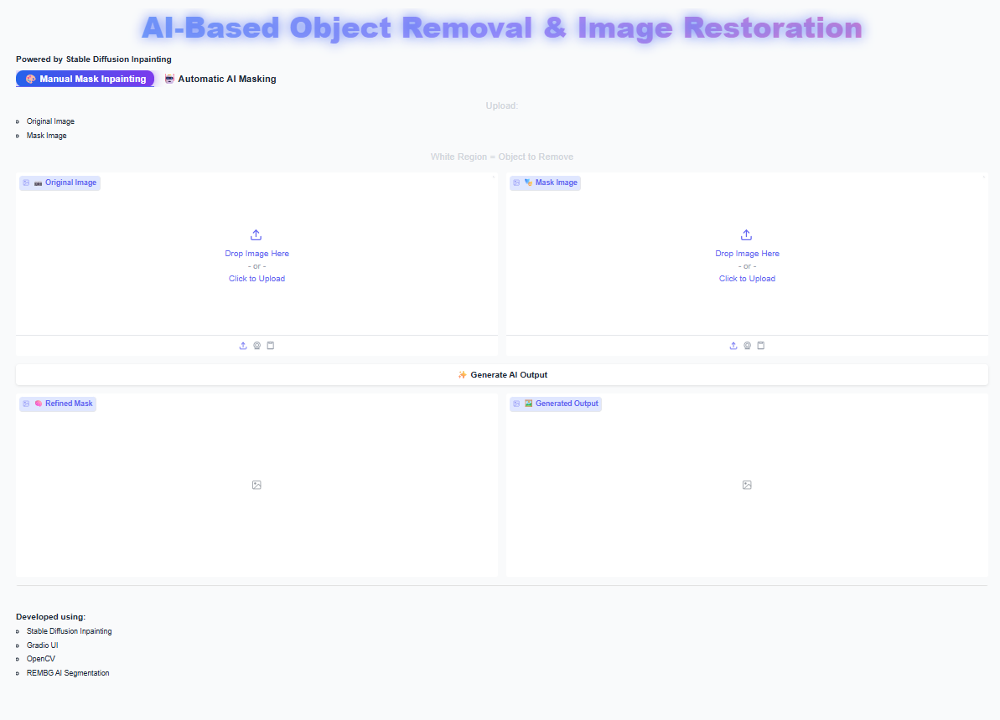 AI-Based Object Removal & Image Restoration
Powered by Stable Diffusion Inpainting
Manual Mask Inpainting
Automatic AI Masking
Upload:
Original Image
Mask Image
White Region = Object to Remove
Original Image
Mask Image
Drop Image Here
- or -
Click to Upload
Drop Image Here
- or -
Click to Upload
Generate AI Output
Refined Mask
Generated Output
Developed using:
Stable Diffusion Inpainting
Gradio UI
OpenCV
REMBG AI Segmentation